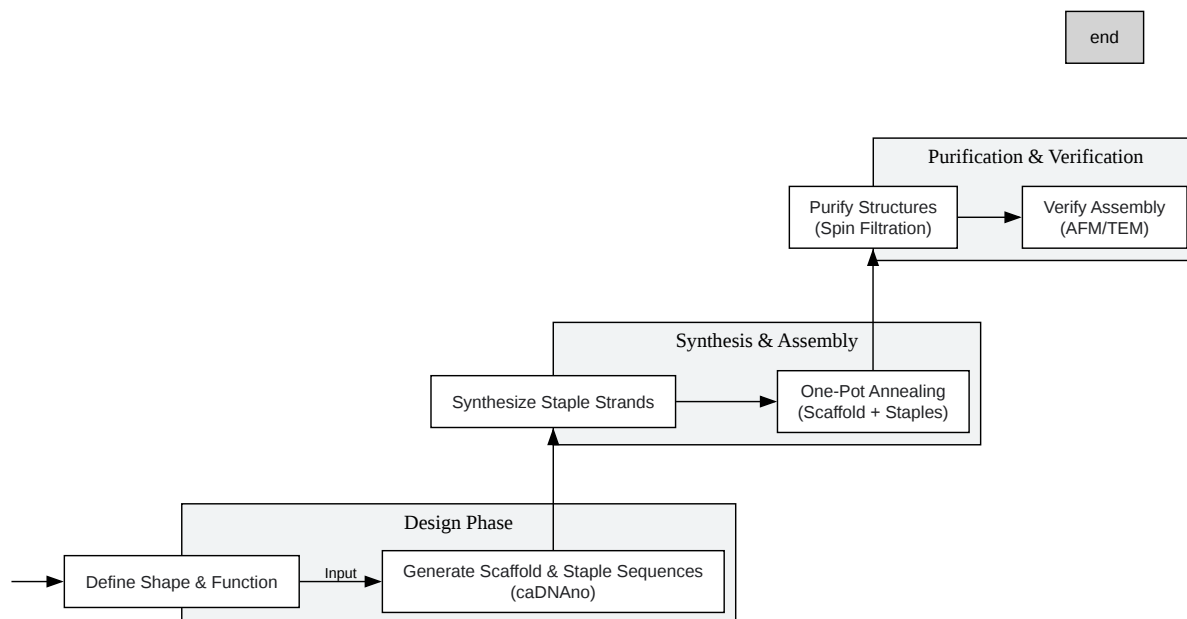 end
Purification & Verification
Purify Structures
(Spin Filtration)
Verify Assembly
(AFM/TEM)
Synthesis & Assembly
Synthesize Staple Strands
One-Pot Annealing
(Scaffold + Staples)
Design Phase
Define Shape & Function
Input
Generate Scaffold & Staple Sequences
(caDNAno)